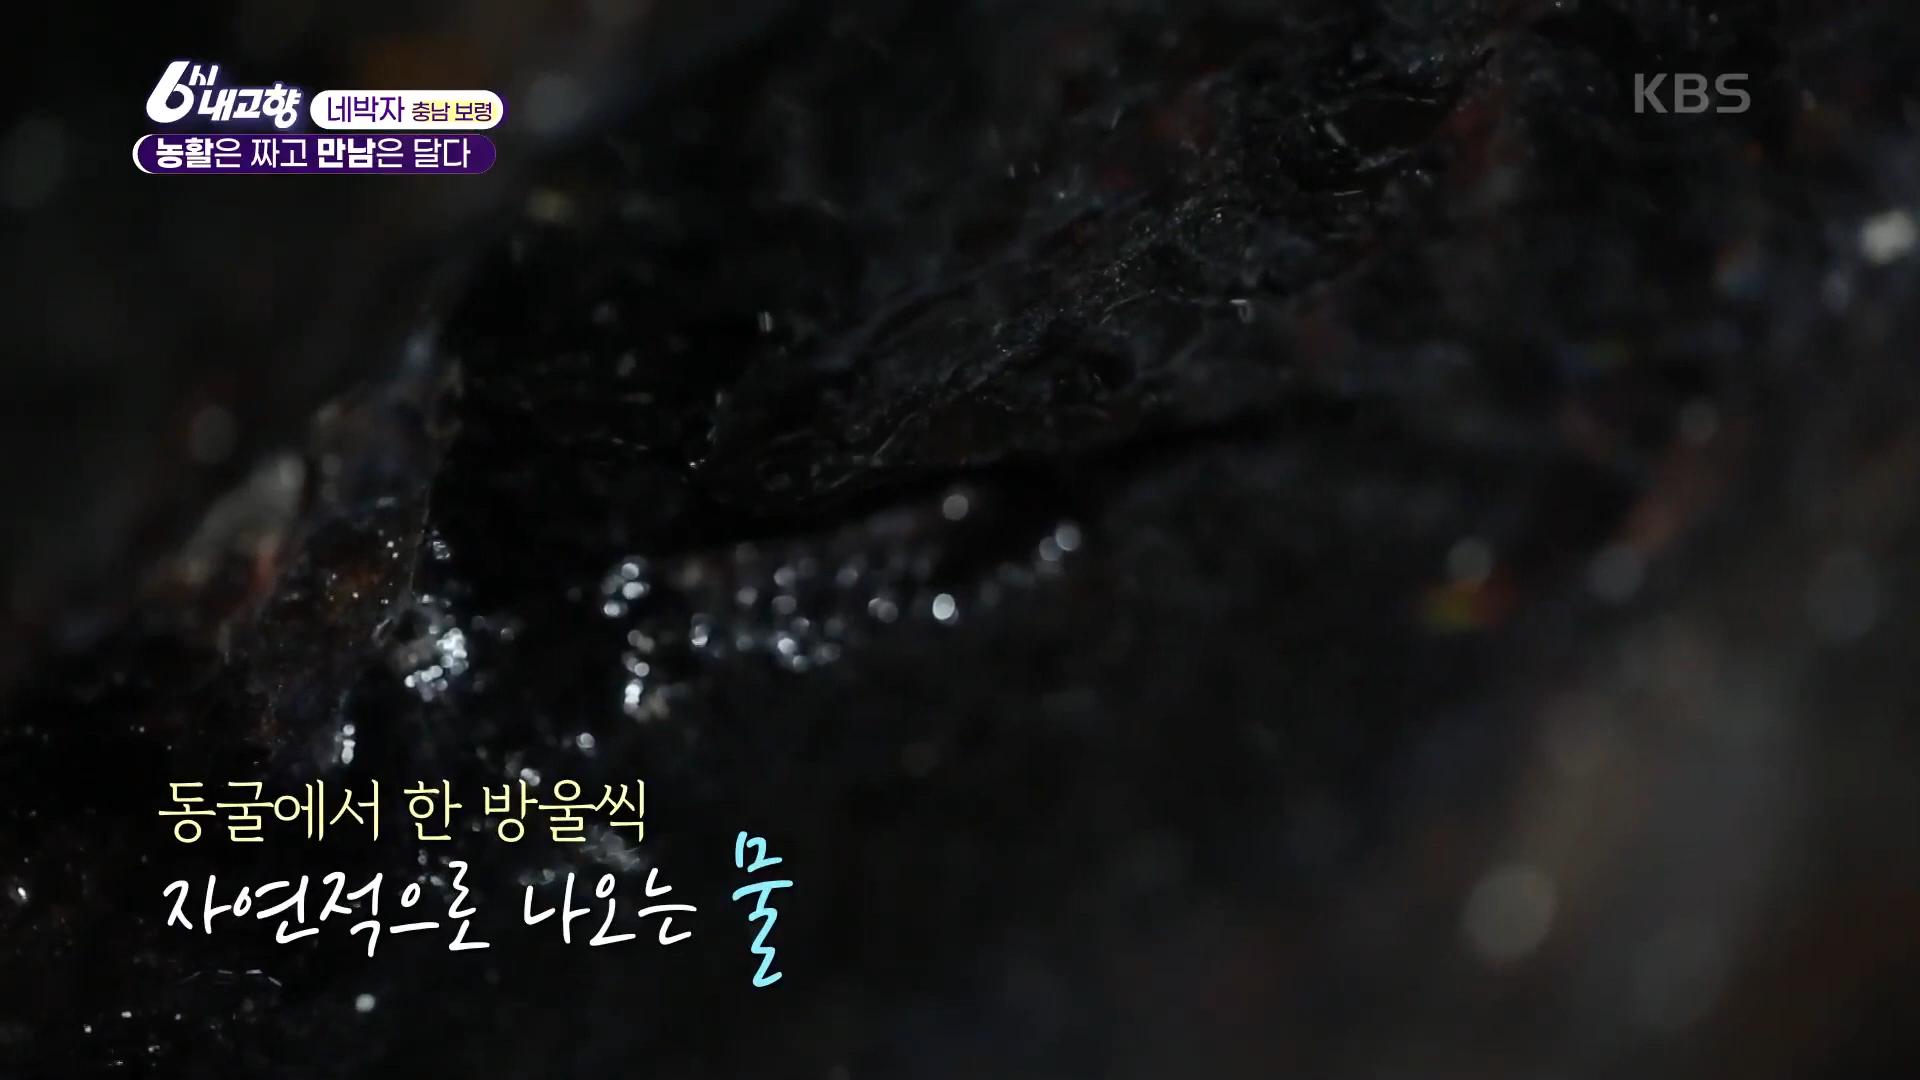 6시 내고향 네박자 충남 보령
농활은 짜고 만남은 달다
KBS
동굴에서 한 방울씩
자연적으로 나오는 물